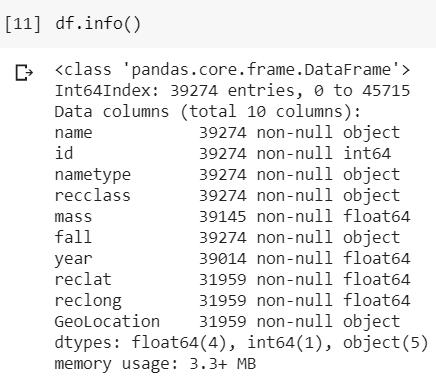 [11] df.info()
<class 'pandas.core.frame.DataFrame'>
Int64Index: 39274 entries, 0 to 45715
Data columns (total 10 columns):
name           39274 non-null object
id             39274 non-null int64
nametype       39274 non-null object
recclass       39274 non-null object
mass           39145 non-null float64
fall           39274 non-null object
year           39014 non-null float64
reclat         31959 non-null float64
reclong        31959 non-null float64
GeoLocation    31959 non-null object
dtypes: float64(4), int64(1), object(5)
memory usage: 3.3+ MB